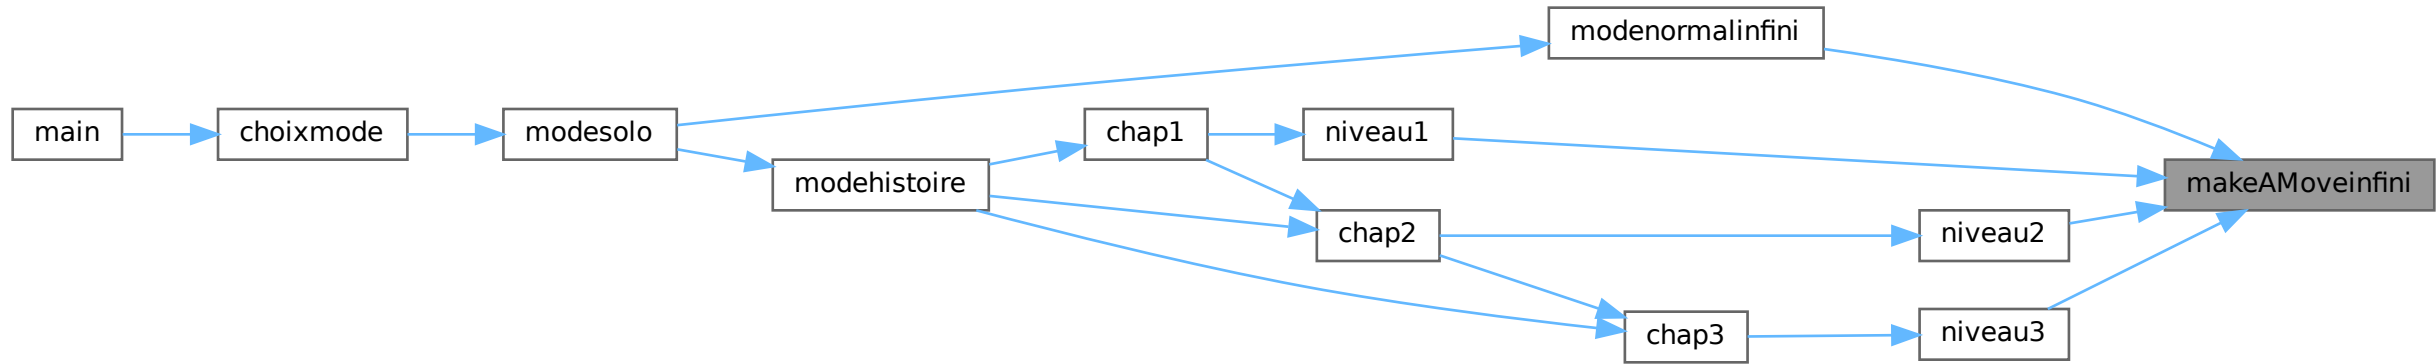 main
choixmode
modesolo
modehistoire
chap1
niveau1
modenormalinfini
chap2
niveau2
chap3
niveau3
makeAMoveinfini